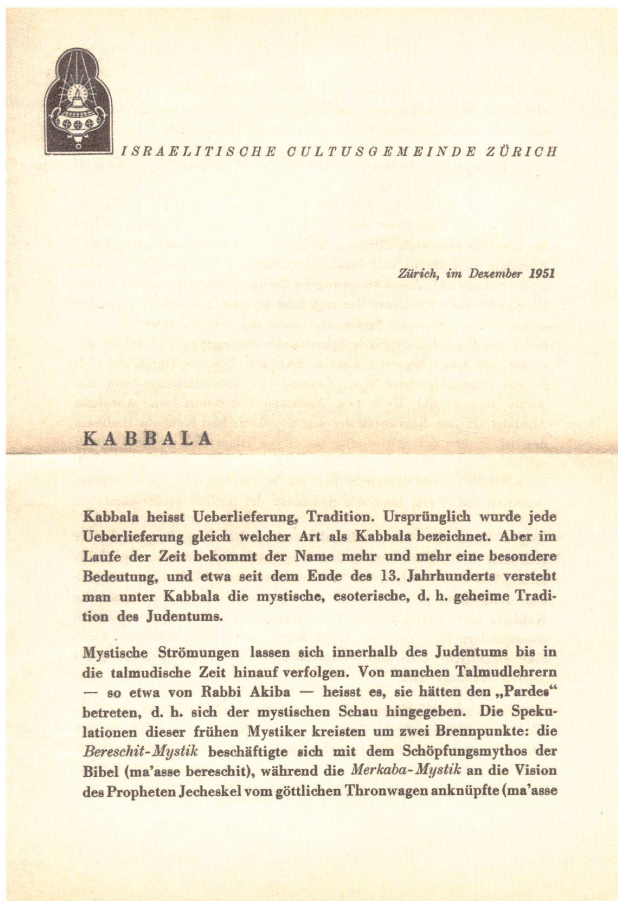 ISRAELITISCHE CULTUSGEMEINDE ZÜRICH
Zürich, im Dezember 1951
KABBALA
Kabbala heisst Ueberlieferung, Tradition. Ursprünglich wurde jede
Ueberlieferung gleich welcher Art als Kabbala bezeichnet. Aber im
Laufe der Zeit bekommt der Name mehr und mehr eine besondere
Bedeutung, und etwa seit dem Ende des 13. Jahrhunderts versteht
man unter Kabbala die mystische, esoterische, d. h. geheime Tradi-
tion des Judentums.
Mystische Strömungen lassen sich innerhalb des Judentums bis in
die talmudische Zeit hinauf verfolgen. Von manchen Talmudlehrern
— so etwa von Rabbi Akiba — heisst es, sie hätten den „Pardes“
betreten, d. h. sich der mystischen Schau hingegeben. Die Speku-
lationen dieser frühen Mystiker kreisten um zwei Brennpunkte: die
Bereschit-Mystik beschäftigte sich mit dem Schöpfungsmythos der
Bibel (ma'asse bereschit), während die Merkaba-Mystik an die Vision
des Propheten Jecheskel vom göttlichen Thronwagen anknüpfte (ma'asse